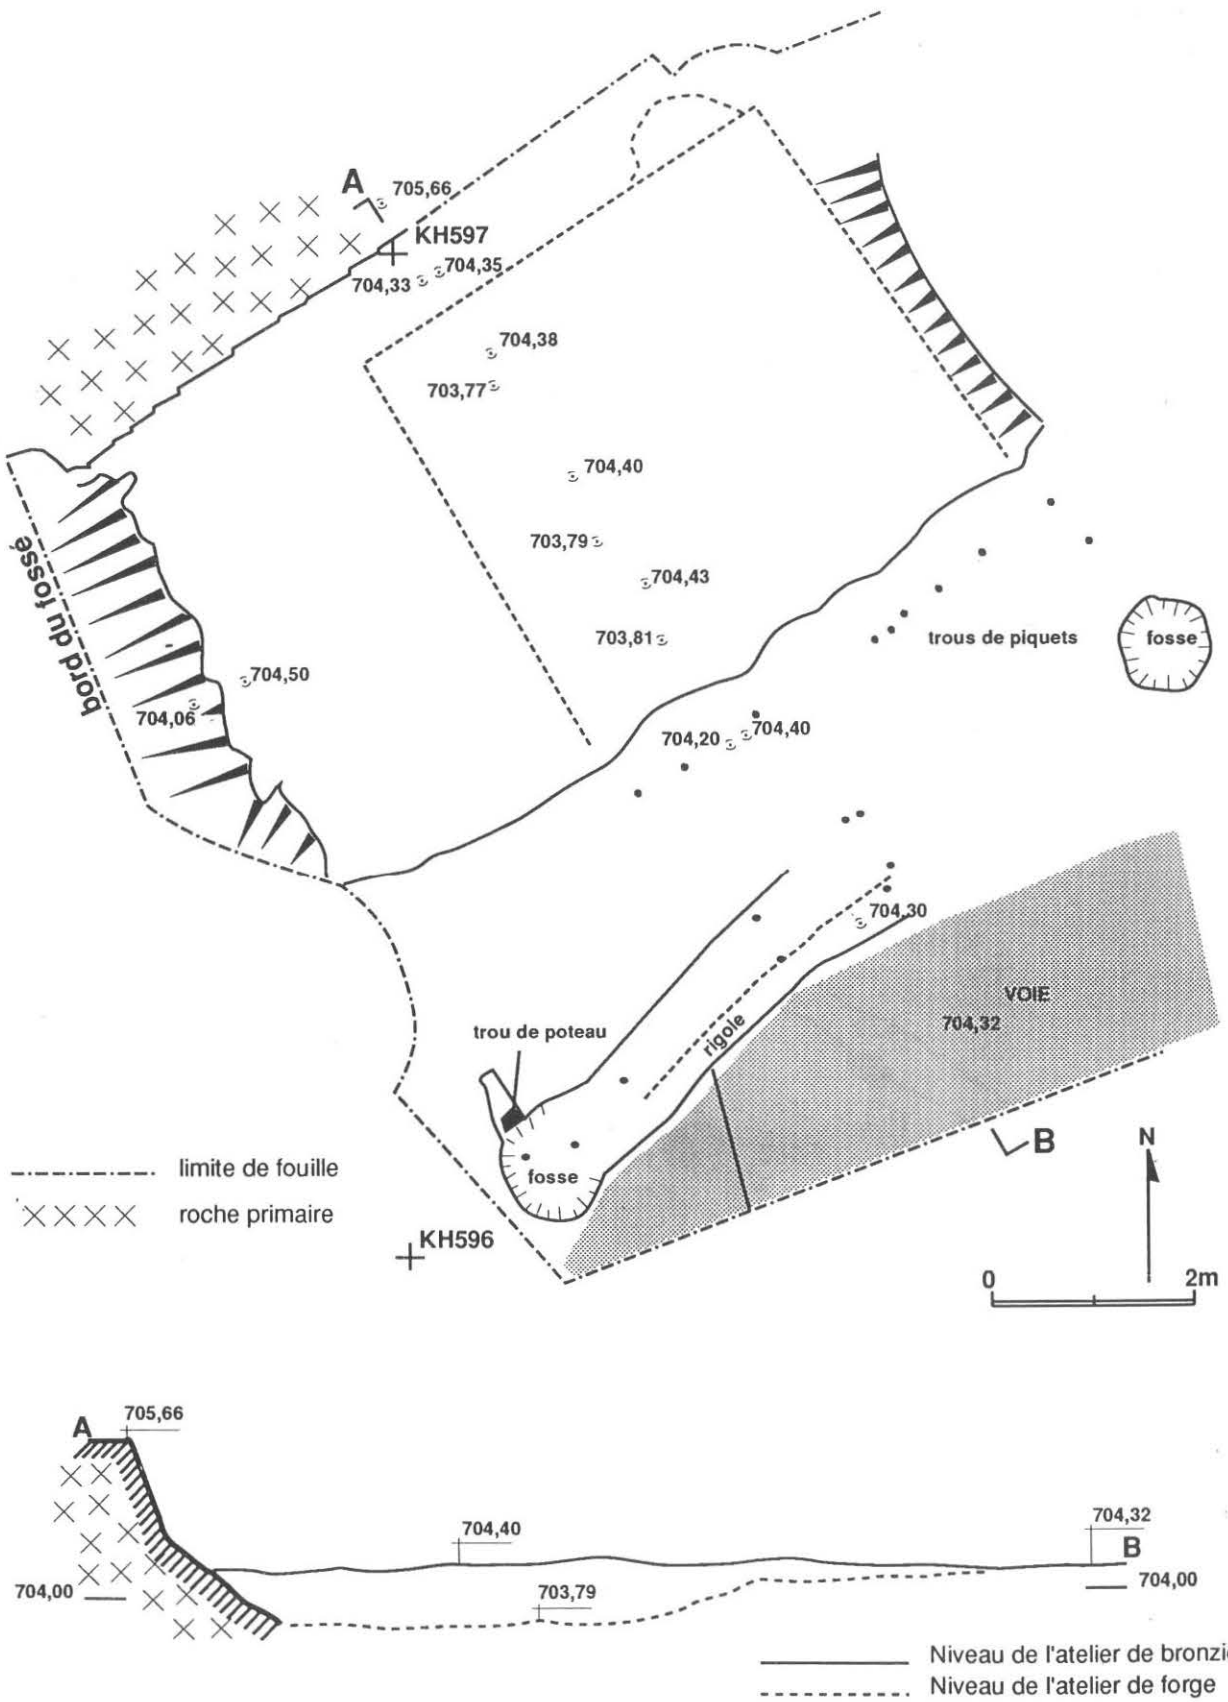 A
705,66
KH597
704,33
704,35
704,38
703,77
704,40
703,79
704,43
703,81
bord du fossé
704,50
704,06
trous de piquets
fosse
704,20
704,40
704,30
VOIE
704,32
rigole
trou de poteau
fosse
B
N
limite de fouille
roche primaire
KH596
0
2m
A
705,66
704,40
704,32
B
704,00
703,79
704,00
Niveau de l'atelier de bronzi
Niveau de l'atelier de forge